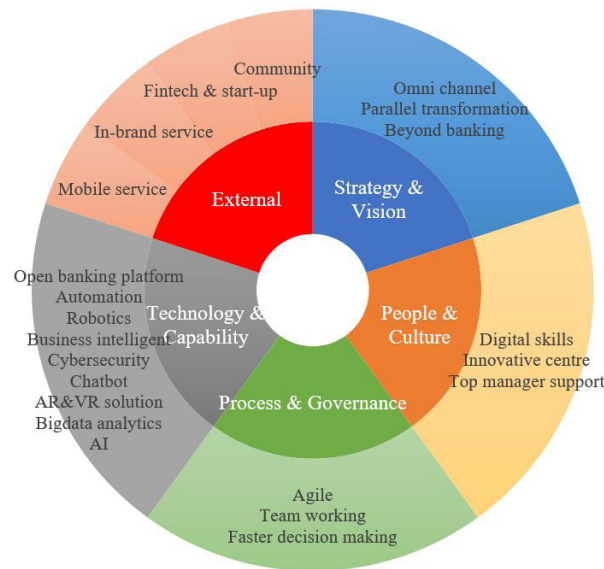 Community
Fintech & start-up
In-brand service
Mobile service
External
Omni channel
Parallel transformation
Beyond banking
Strategy &
Vision
Open banking platform
Automation
Robotics
Business intelligent
Cybersecurity
Chatbot
AR&VR solution
Bigdata analytics
AI
Technology &
Capability
People &
Culture
Digital skills
Innovative centre
Top manager support
Process & Governance
Agile
Team working
Faster decision making